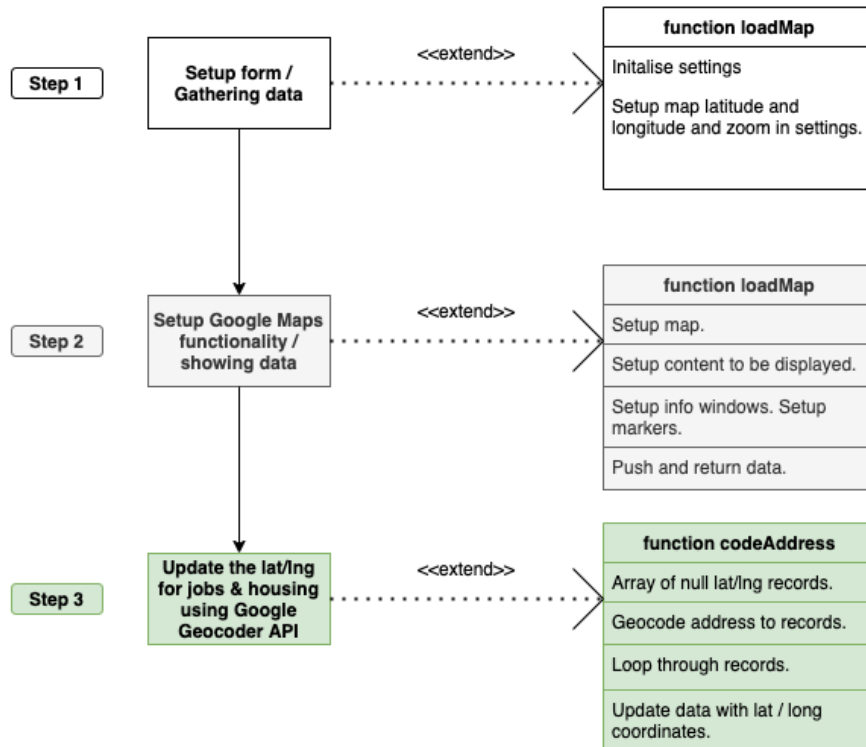 Step 1
Setup form /
Gathering data
<<extend>>
function loadMap
Initalise settings
Setup map latitude and
longitude and zoom in settings.
Step 2
Setup Google Maps
functionality /
showing data
<<extend>>
function loadMap
Setup map.
Setup content to be displayed.
Setup info windows. Setup
markers.
Push and return data.
Step 3
Update the lat/lng
for jobs & housing
using Google
Geocoder API
<<extend>>
function codeAddress
Array of null lat/lng records.
Geocode address to records.
Loop through records.
Update data with lat / long
coordinates.